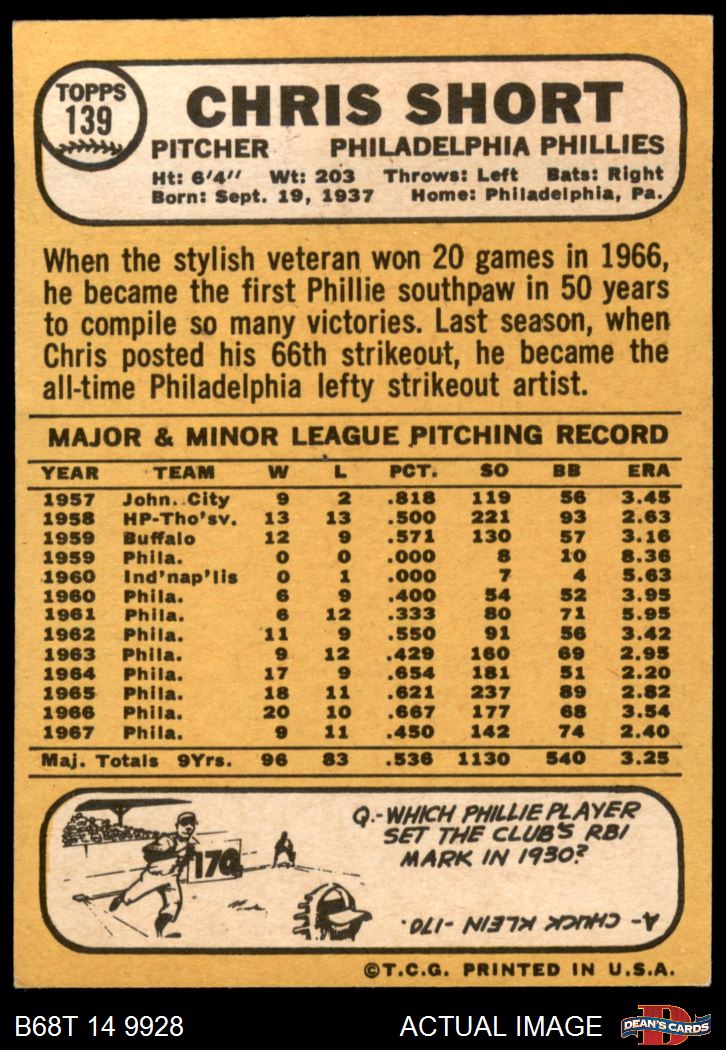 TOPPS
139
CHRIS SHORT
PITCHER PHILADELPHIA PHILLIES
Ht: 6'4" Wt: 203 Throws: Left Bats: Right
Born: Sept. 19, 1937 Home: Philadelphia, Pa.
When the stylish veteran won 20 games in 1966,
he became the first Phillie southpaw in 50 years
to compile so many victories. Last season, when
Chris posted his 66th strikeout, he became the
all-time Philadelphia lefty strikeout artist.
MAJOR & MINOR LEAGUE PITCHING RECORD
YEAR TEAM W L PCT. SO BB ERA
1957 John. City 9 2 .818 119 56 3.45
1958 HP-Tho'sv. 13 13 .500 221 93 2.63
1959 Buffalo 12 9 .571 130 57 3.16
1959 Phila. 0 0 .000 8 10 8.36
1960 Ind'nap'lis 0 1 .000 7 4 5.63
1960 Phila. 6 9 .400 54 52 3.95
1961 Phila. 6 12 .333 80 71 5.95
1962 Phila. 11 9 .550 91 56 3.42
1963 Phila. 9 12 .429 160 69 2.95
1964 Phila. 17 9 .654 181 51 2.20
1965 Phila. 18 11 .621 237 89 2.82
1966 Phila. 20 10 .667 177 68 3.54
1967 Phila. 9 11 .450 142 74 2.40
Maj. Totals 9Yrs. 96 83 .536 1130 540 3.25
170
Q.-WHICH PHILLIE PLAYER
SET THE CLUB'S RBI
MARK IN 1930?
A- CHUCK KLEIN-170.
©T.C.G. PRINTED IN U.S.A.
B68T 14 9928 ACTUAL IMAGE
DEAN'S CARDS